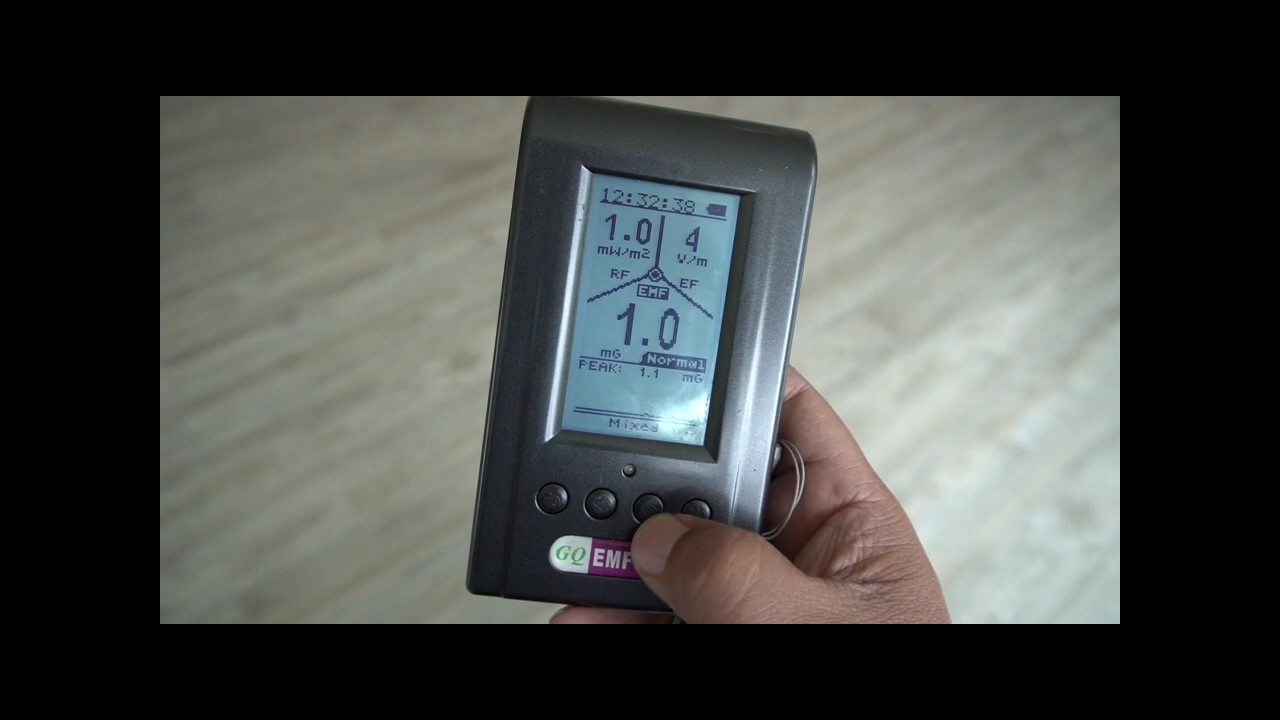 12:32:38
1.0 4
mW/m2 V/m
RF EF
EMF
1.0
mG Normal
PEAK: 1.1 mG
Mixed
GQ EMF